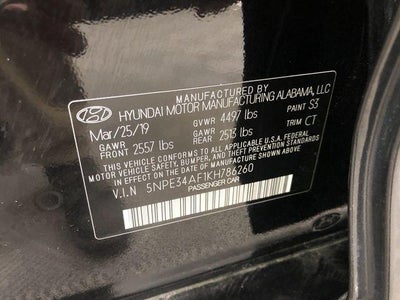 MANUFACTURED BY
HYUNDAI MOTOR MANUFACTURING ALABAMA, LLC
Mar/25/19 GVWR 4497 lbs PAINT S3
GAWR FRONT 2557 lbs GAWR REAR 2513 lbs TRIM CT
THIS VEHICLE CONFORMS TO ALL APPLICABLE U.S.A. FEDERAL
MOTOR VEHICLE SAFETY, BUMPER, AND THEFT PREVENTION STANDARDS
IN EFFECT ON THE DATE OF MANUFACTURE SHOWN ABOVE
V.I.N 5NPE34AF1KH786260
PASSENGER CAR